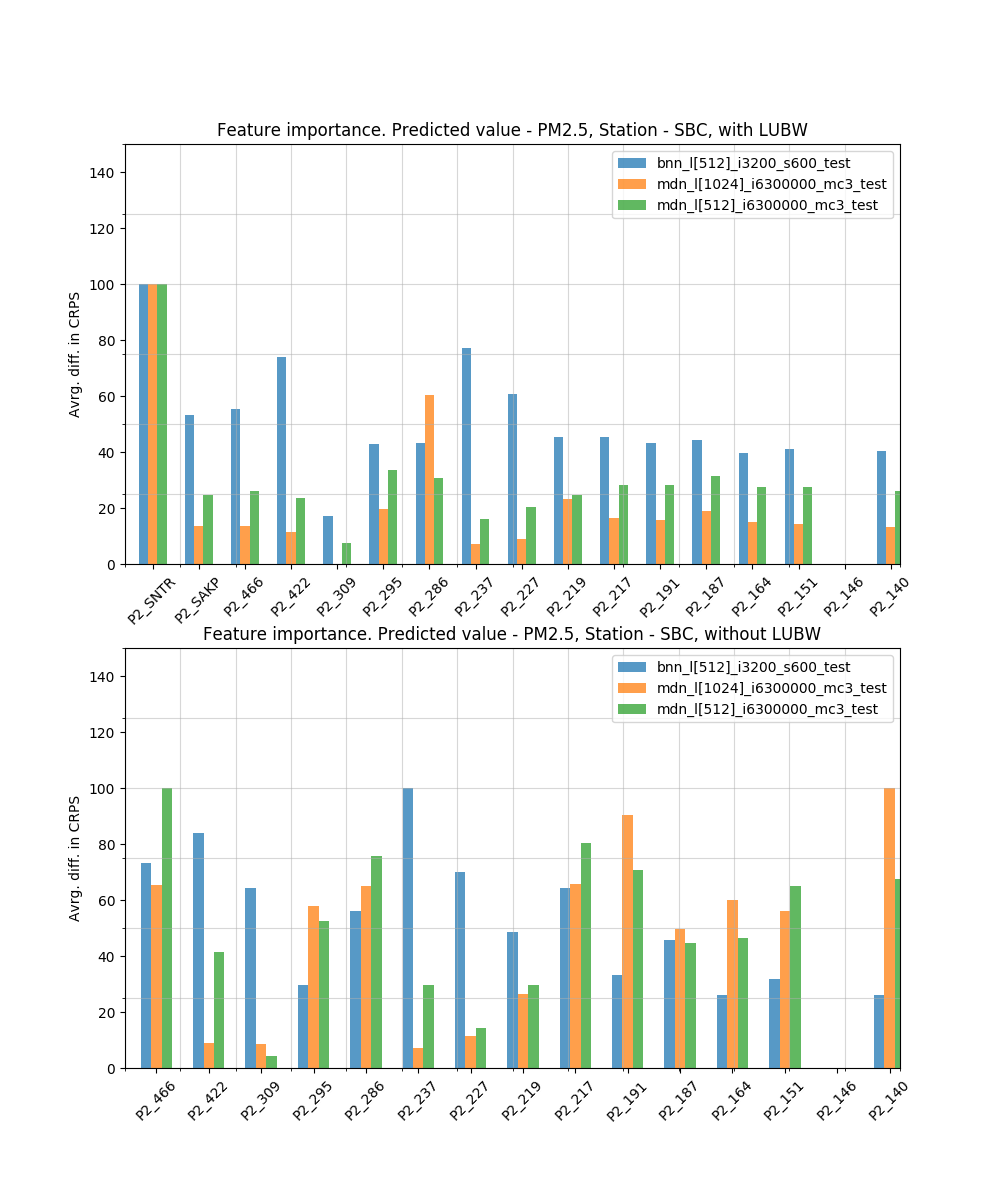 Feature importance. Predicted value - PM2.5, Station - SBC, with LUBW
bnn_l[512]_i3200_s600_test
mdn_l[1024]_i6300000_mc3_test
mdn_l[512]_i6300000_mc3_test
Avrg. diff. in CRPS
140
120
100
80
60
40
20
0
P2_SNTR P2_SAKP P2_466 P2_422 P2_309 P2_295 P2_286 P2_237 P2_227 P2_219 P2_217 P2_191 P2_187 P2_164 P2_151 P2_146 P2_140
Feature importance. Predicted value - PM2.5, Station - SBC, without LUBW
bnn_l[512]_i3200_s600_test
mdn_l[1024]_i6300000_mc3_test
mdn_l[512]_i6300000_mc3_test
Avrg. diff. in CRPS
140
120
100
80
60
40
20
0
P2_466 P2_422 P2_309 P2_295 P2_286 P2_237 P2_227 P2_219 P2_217 P2_191 P2_187 P2_164 P2_151 P2_146 P2_140